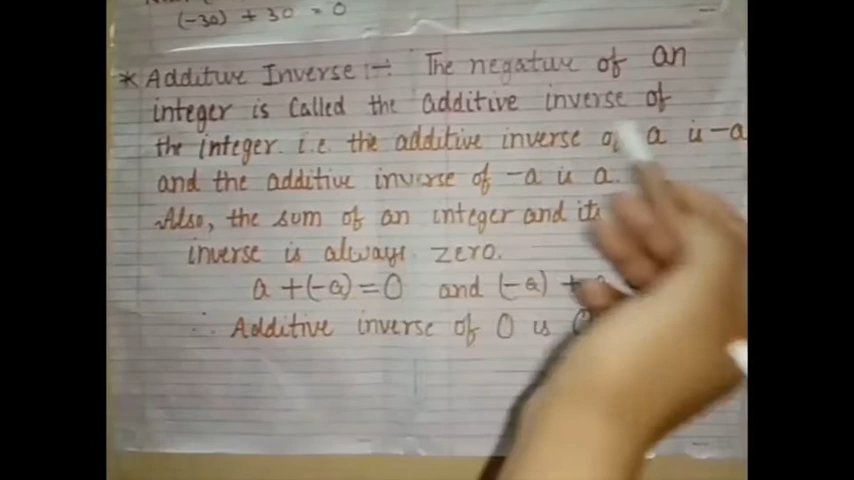 (-30) + 30 = 0
* Additive Inverse :- The negative of an
integer is called the additive inverse of
the integer. i.e. the additive inverse of a is -a
and the additive inverse of -a is a.
Also, the sum of an integer and its
inverse is always zero.
a + (-a) = 0 and (-a) +
∴ Additive inverse of 0 is